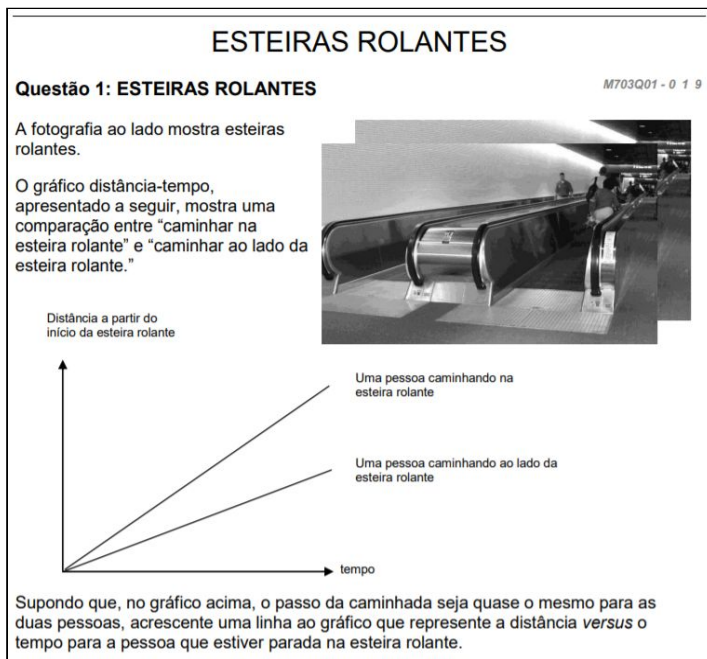 ESTEIRAS ROLANTES
Questão 1: ESTEIRAS ROLANTES
M703Q01 - 0 1 9
A fotografia ao lado mostra esteiras
rolantes.
O gráfico distância-tempo,
apresentado a seguir, mostra uma
comparação entre “caminhar na
esteira rolante” e “caminhar ao lado da
esteira rolante.”
Distância a partir do
início da esteira rolante
Uma pessoa caminhando na
esteira rolante
Uma pessoa caminhando ao lado da
esteira rolante
tempo
Supondo que, no gráfico acima, o passo da caminhada seja quase o mesmo para as
duas pessoas, acrescente uma linha ao gráfico que represente a distância versus o
tempo para a pessoa que estiver parada na esteira rolante.